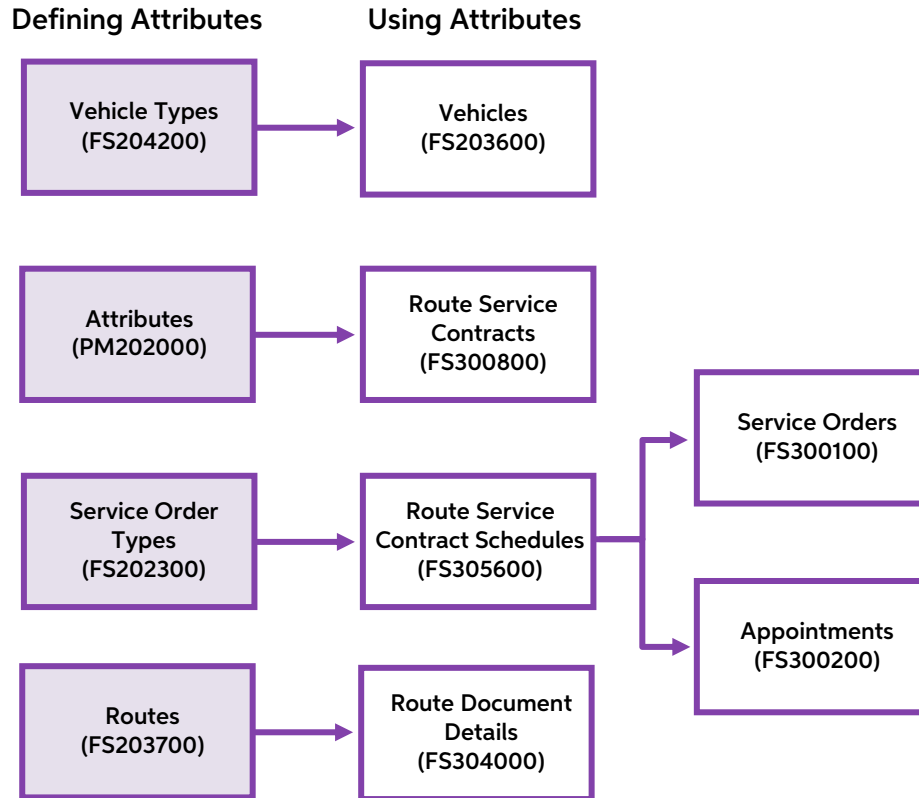 Defining Attributes
Using Attributes
Vehicle Types
(FS204200)
Vehicles
(FS203600)
Attributes
(PM202000)
Route Service
Contracts
(FS300800)
Service Orders
(FS300100)
Service Order
Types
(FS202300)
Route Service
Contract Schedules
(FS305600)
Appointments
(FS300200)
Routes
(FS203700)
Route Document
Details
(FS304000)